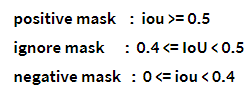 positive mask : iou >= 0.5
ignore mask : 0.4 <= IoU < 0.5
negative mask : 0 <= iou < 0.4